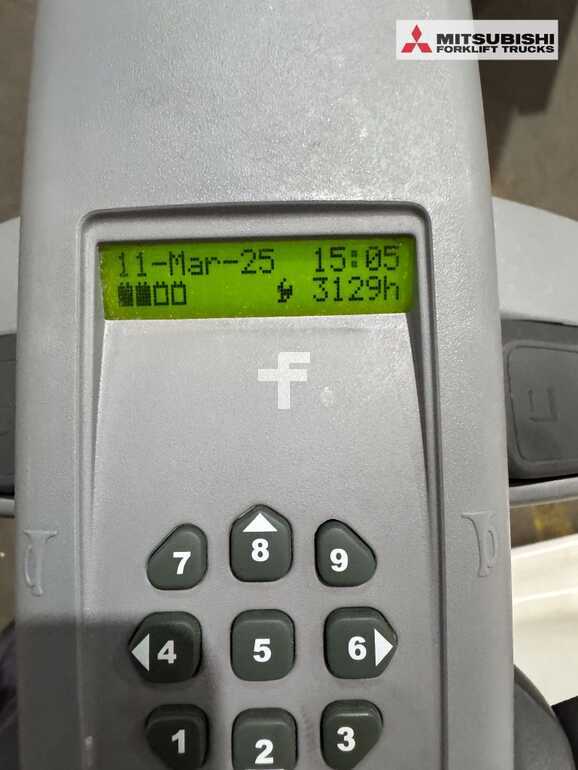 MITSUBISHI
FORKLIFT TRUCKS
11-Mar-25 15:05
3129h
7 8 9
4 5 6
1 2 3